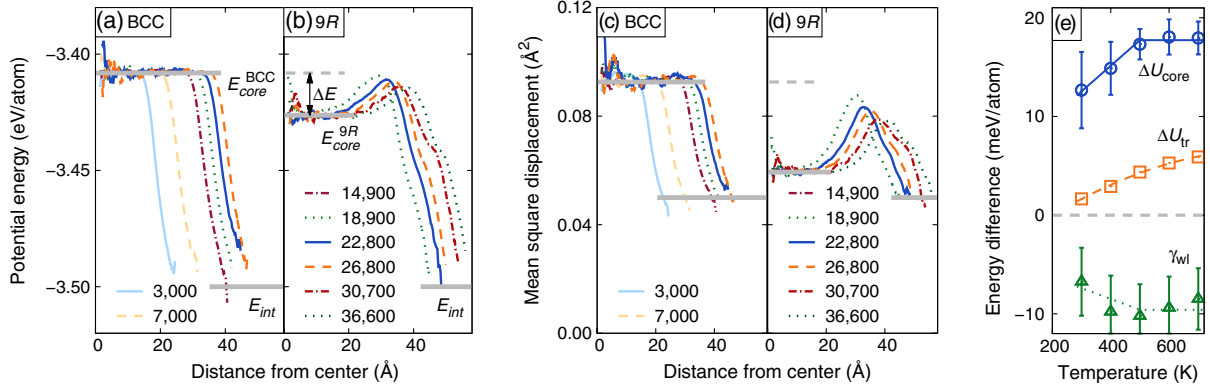 (a) BCC
(b) 9R
−3.40
−3.45
−3.50
Potential energy (eV/atom)
E_core^BCC
ΔE
E_core^9R
14,900
18,900
22,800
26,800
30,700
36,600
3,000
7,000
E_int
E_int
0 20 40
0 20 40
Distance from center (Å)
(c) BCC
(d) 9R
0.12
0.08
0.04
0.00
Mean square displacement (Å²)
14,900
18,900
22,800
26,800
30,700
36,600
3,000
7,000
0 20 40
0 20 40
Distance from center (Å)
(e)
20
10
0
−10
Energy difference (meV/atom)
ΔU_core
ΔU_tr
γ_wl
200 400 600
Temperature (K)